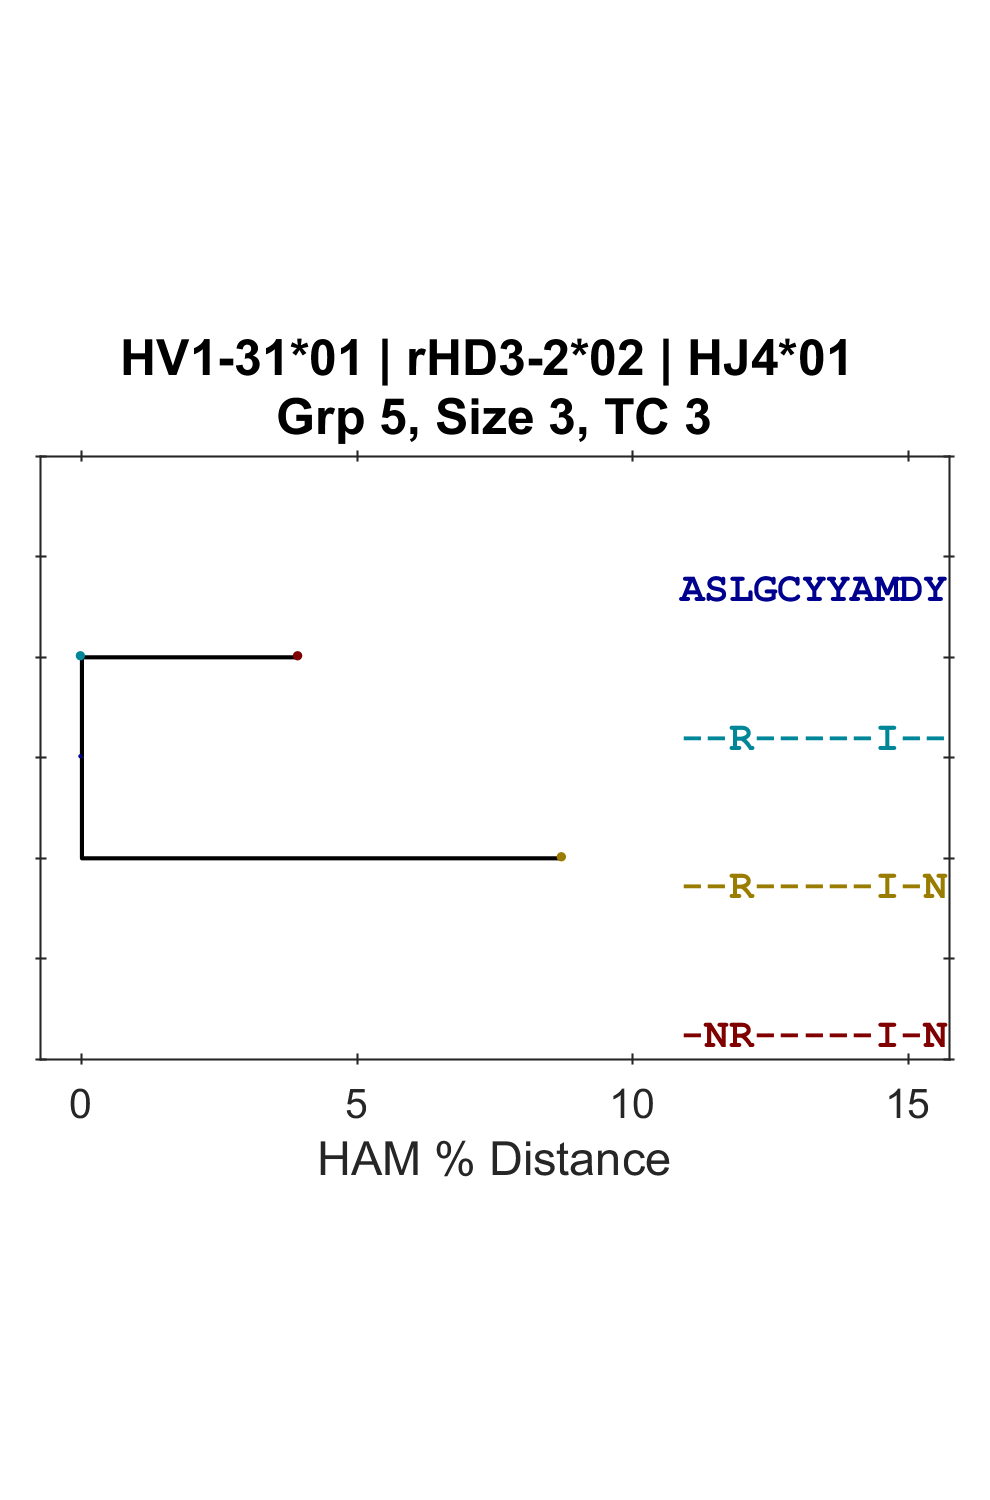 HV1-31*01 | rHD3-2*02 | HJ4*01
Grp 5, Size 3, TC 3
ASLGCYYAMDY
--R-----I--
--R-----I-N
-NR-----I-N
0 5 10 15
HAM % Distance